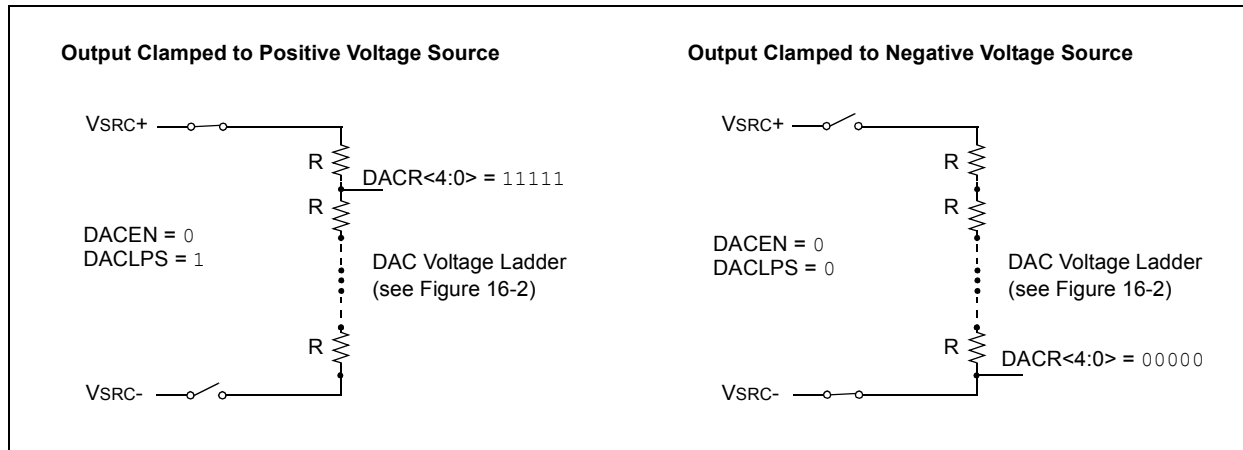 Output Clamped to Positive Voltage Source
VSRC+
R
DACR<4:0> = 11111
R
DACEN = 0
DACLPS = 1
DAC Voltage Ladder
(see Figure 16-2)
R
VSRC-
Output Clamped to Negative Voltage Source
VSRC+
R
R
DACEN = 0
DACLPS = 0
DAC Voltage Ladder
(see Figure 16-2)
R
DACR<4:0> = 00000
VSRC-